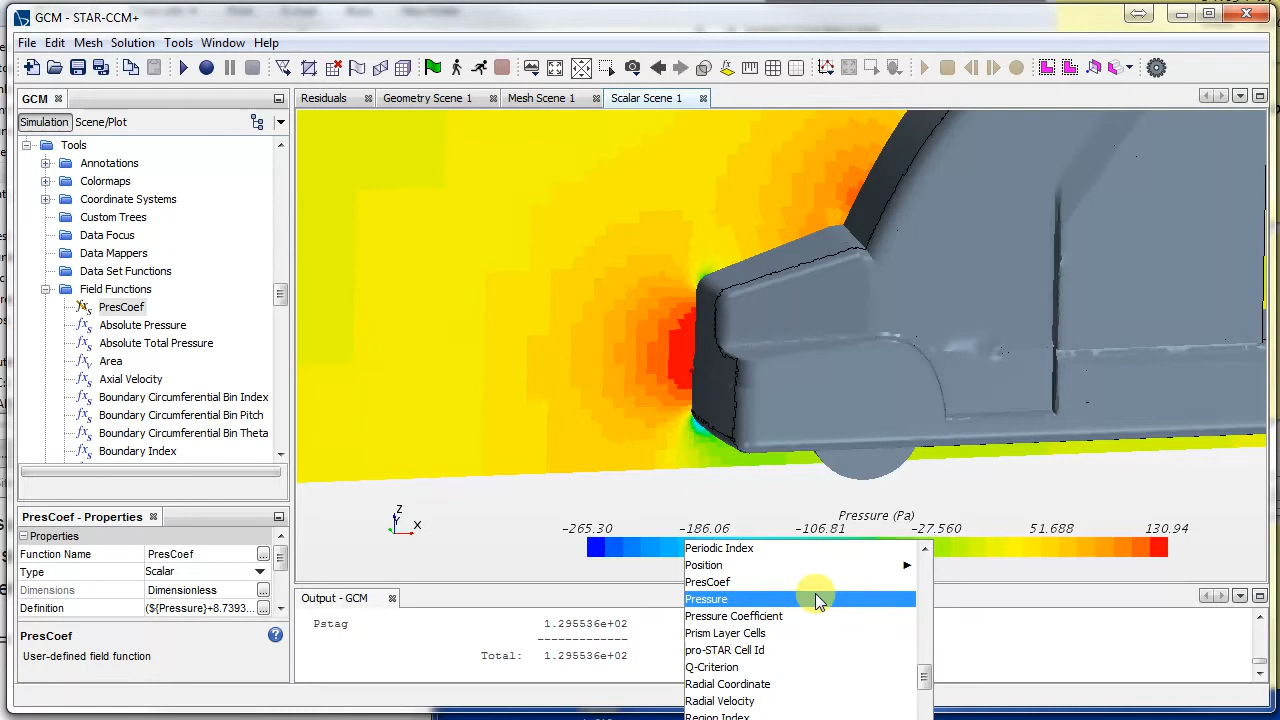 GCM - STAR-CCM+
File Edit Mesh Solution Tools Window Help
GCM
Residuals Geometry Scene 1 Mesh Scene 1 Scalar Scene 1
Simulation Scene/Plot
Tools
Annotations
Colormaps
Coordinate Systems
Custom Trees
Data Focus
Data Mappers
Data Set Functions
Field Functions
PresCoef
Absolute Pressure
Absolute Total Pressure
Area
Axial Velocity
Boundary Circumferential Bin Index
Boundary Circumferential Bin Pitch
Boundary Circumferential Bin Theta
Boundary Index
Z
Y
X
Pressure (Pa)
-265.30 -186.06 -106.81 -27.560 51.688 130.94
PresCoef - Properties
Properties
Function Name PresCoef
Type Scalar
Dimensions Dimensionless
Definition (${Pressure}+8.7393...
PresCoef
User-defined field function
Output - GCM
Pstag 1.295536e+02
-------------
Total: 1.295536e+02
Periodic Index
Position
PresCoef
Pressure
Pressure Coefficient
Prism Layer Cells
pro-STAR Cell Id
Q-Criterion
Radial Coordinate
Radial Velocity
Region Index